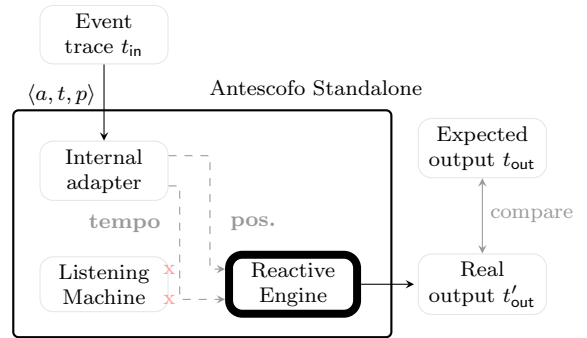 Event
trace t_in
⟨a, t, p⟩
Antescofo Standalone
Internal
adapter
Expected
output t_out
tempo
pos.
compare
Listening
Machine
x
x
Reactive
Engine
Real
output t′_out